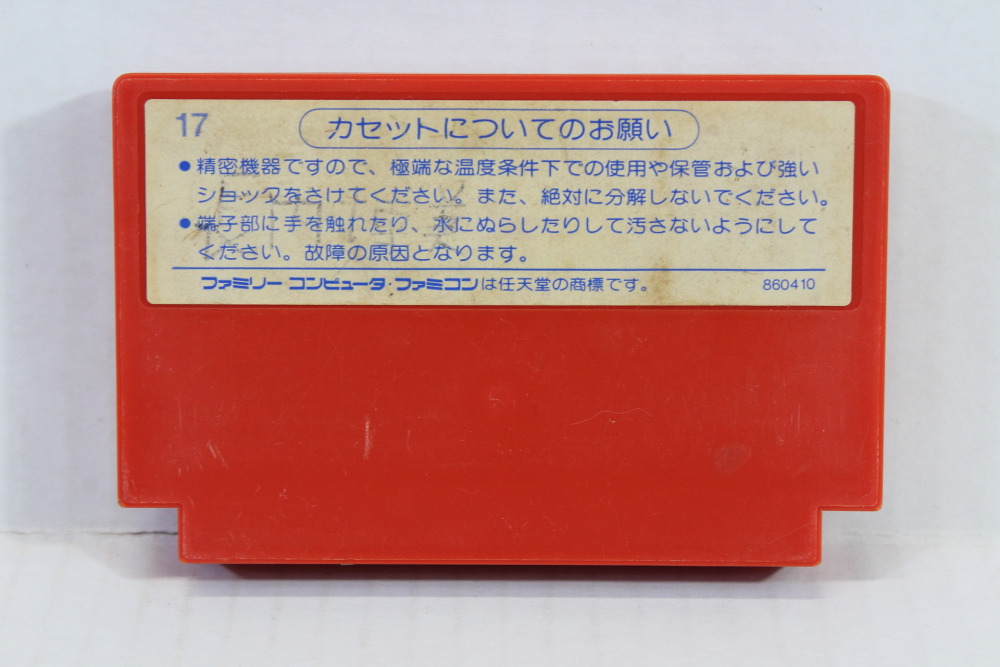 17
カセットについてのお願い
●精密機器ですので、極端な温度条件下での使用や保管および強い
ショックをさけてください。また、絶対に分解しないでください。
●端子部に手を触れたり、水にぬらしたりして汚さないようにして
ください。故障の原因となります。
ファミリー コンピュータ・ファミコンは任天堂の商標です。 860410